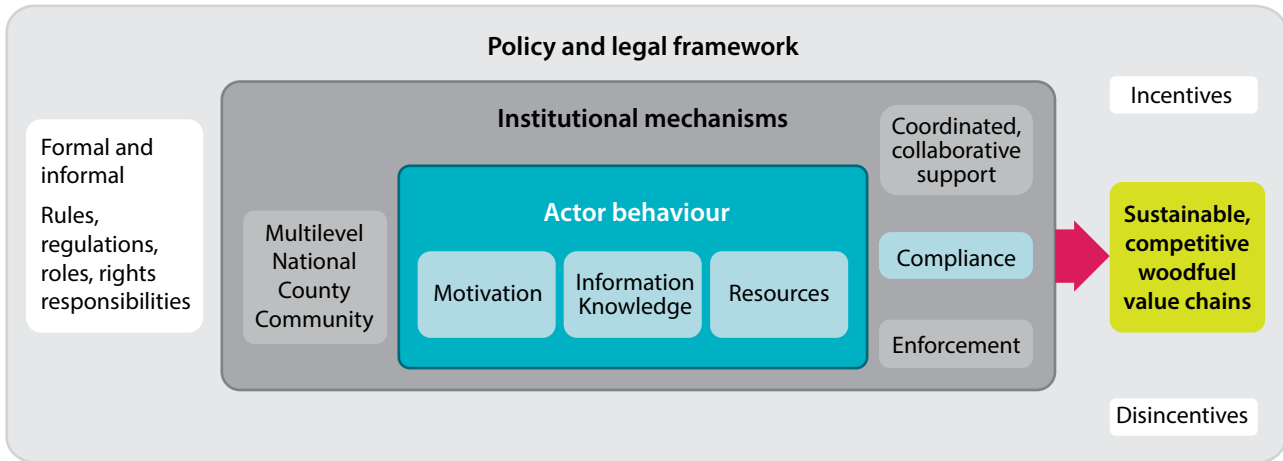 Policy and legal framework
Formal and
informal
Rules,
regulations,
roles, rights
responsibilities
Institutional mechanisms
Multilevel
National
County
Community
Actor behaviour
Motivation
Information
Knowledge
Resources
Coordinated,
collaborative
support
Compliance
Enforcement
Incentives
Sustainable,
competitive
woodfuel
value chains
Disincentives